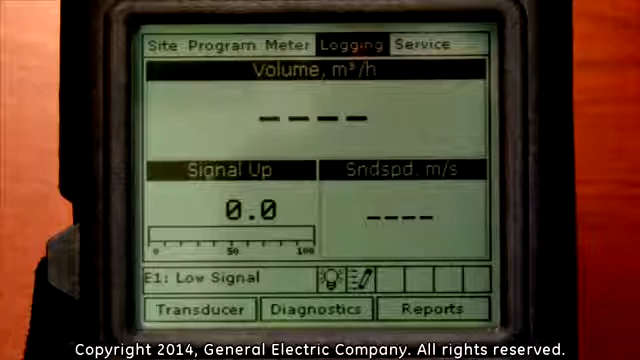 Site Program Meter Logging Service
Volume, m³/h
----
Signal Up Sndspd. m/s
0.0 ----
0 50 100
E1: Low Signal
Transducer Diagnostics Reports
Copyright 2014, General Electric Company. All rights reserved.